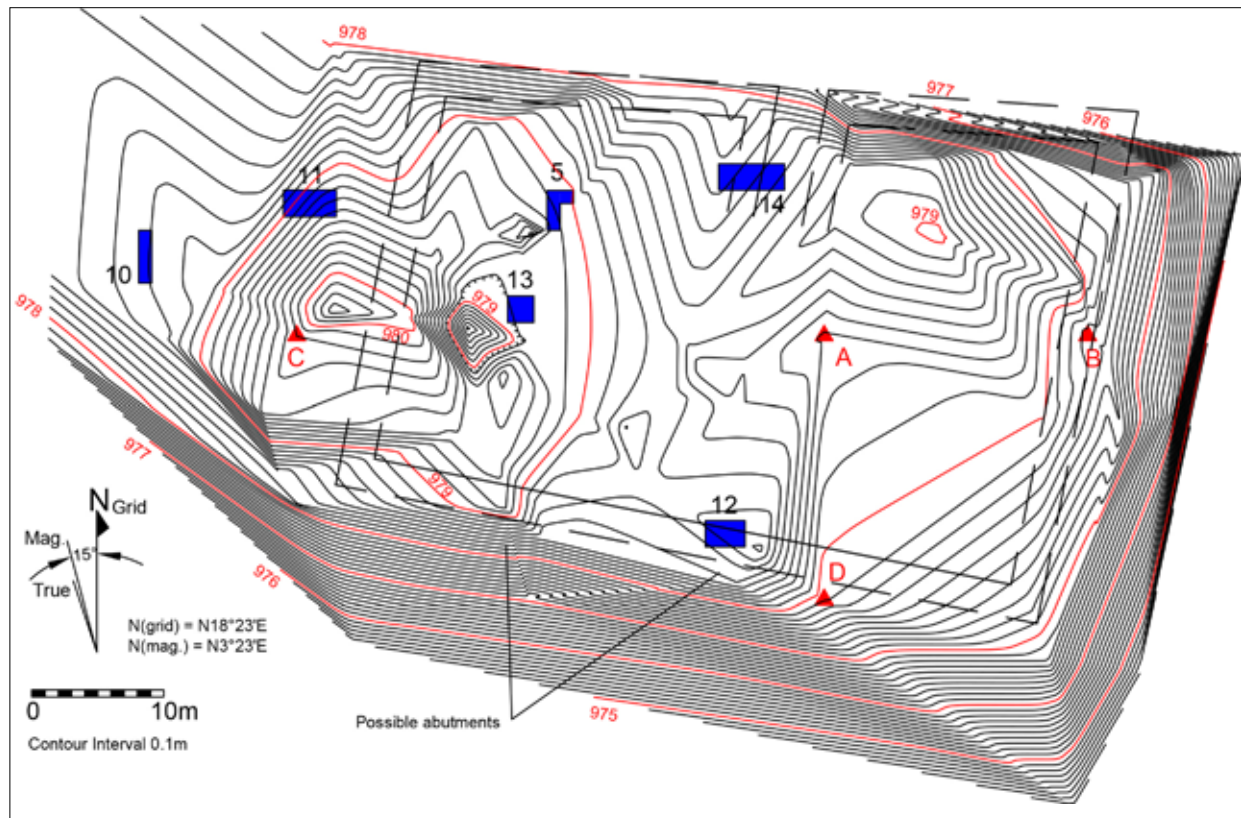 978
977
976
11
5
14
979
10
13
979
978
980
C
A
B
977
979
12
N Grid
Mag.
15°
True
976
D
N(grid) = N18°23'E
N(mag.) = N3°23'E
0 10m
Possible abutments
975
Contour Interval 0.1m